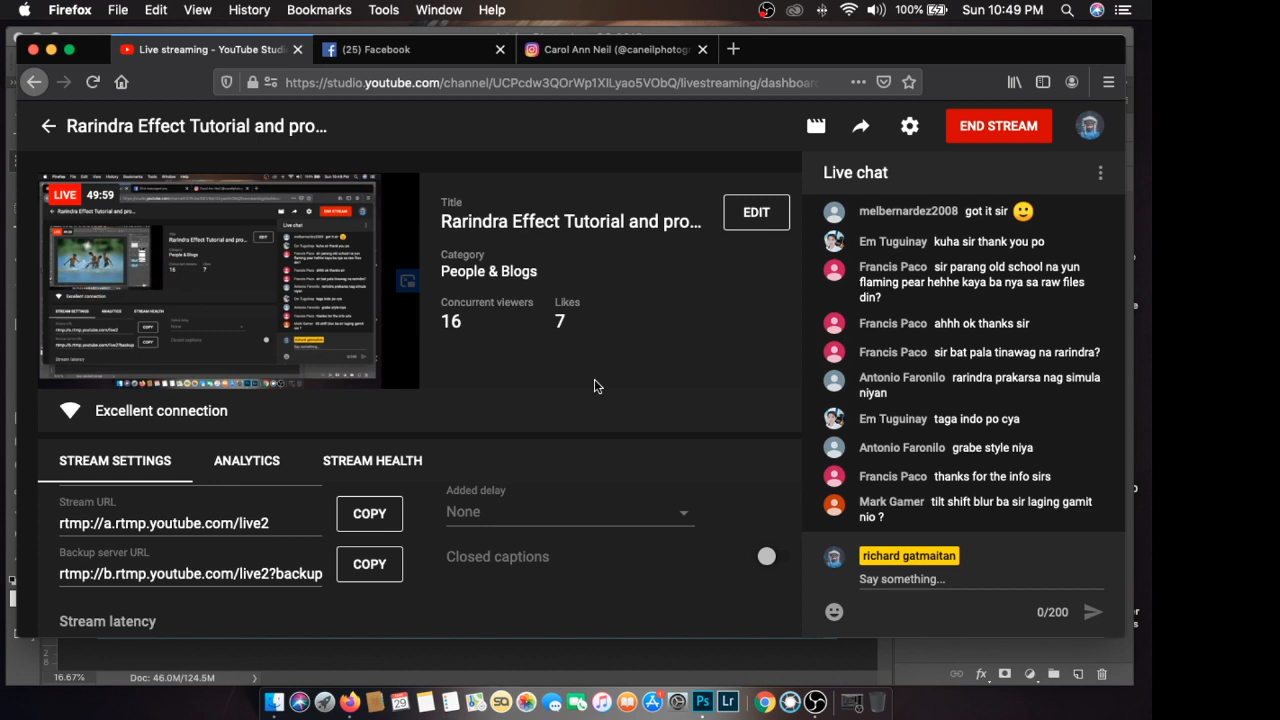 Firefox File Edit View History Bookmarks Tools Window Help 100% Sun 10:49 PM
Live streaming - YouTube Studi (25) Facebook Carol Ann Neil (@caneilphotogr
https://studio.youtube.com/channel/UCPcdw3QOrWp1XlLyao5VObQ/livestreaming/dashboar
Rarindra Effect Tutorial and pro... END STREAM
LIVE 49:59
Title
Rarindra Effect Tutorial and pro...
EDIT
Category
People & Blogs
Concurrent viewers Likes
16 7
Excellent connection
STREAM SETTINGS ANALYTICS STREAM HEALTH
Stream URL
rtmp://a.rtmp.youtube.com/live2
COPY
Backup server URL
rtmp://b.rtmp.youtube.com/live2?backup
COPY
Stream latency
Added delay
None
Closed captions
Live chat
melbernardez2008 got it sir
Em Tuguinay kuha sir thank you po
Francis Paco sir parang old school na yun
flaming pear hehhe kaya ba nya sa raw files
din?
Francis Paco ahhh ok thanks sir
Francis Paco sir bat pala tinawag na rarindra?
Antonio Faronilo rarindra prakarsa nag simula
niyan
Em Tuguinay taga indo po cya
Antonio Faronilo grabe style niya
Francis Paco thanks for the info sirs
Mark Gamer tilt shift blur ba sir laging gamit
nio ?
richard gatmaitan
Say something...
0/200
16.67% Doc: 46.0M/124.5M